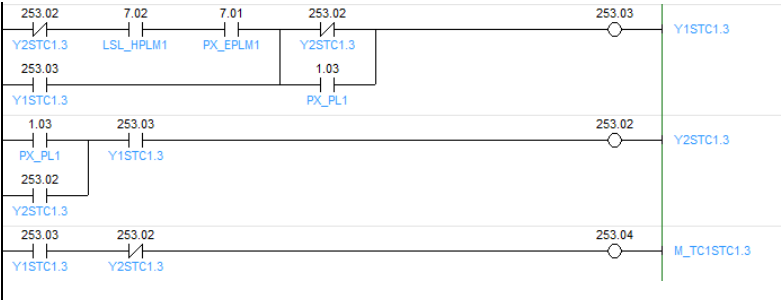 253.02 7.02 7.01 253.02 253.03
Y2STC1.3 LSL_HPLM1 PX_EPLM1 Y2STC1.3 Y1STC1.3
253.03 1.03
Y1STC1.3 PX_PL1
1.03 253.03 253.02
PX_PL1 Y1STC1.3 Y2STC1.3
253.02
Y2STC1.3
253.03 253.02 253.04
Y1STC1.3 Y2STC1.3 M_TC1STC1.3